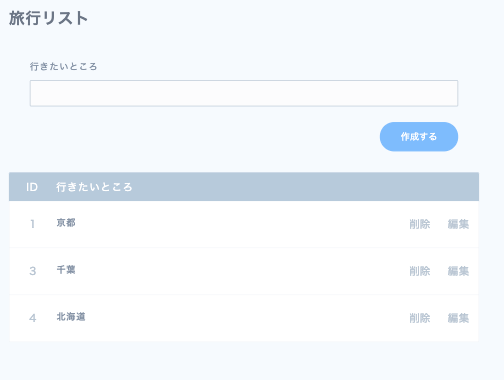 旅行リスト
行きたいところ
作成する
ID 行きたいところ
1 京都 削除 編集
3 千葉 削除 編集
4 北海道 削除 編集